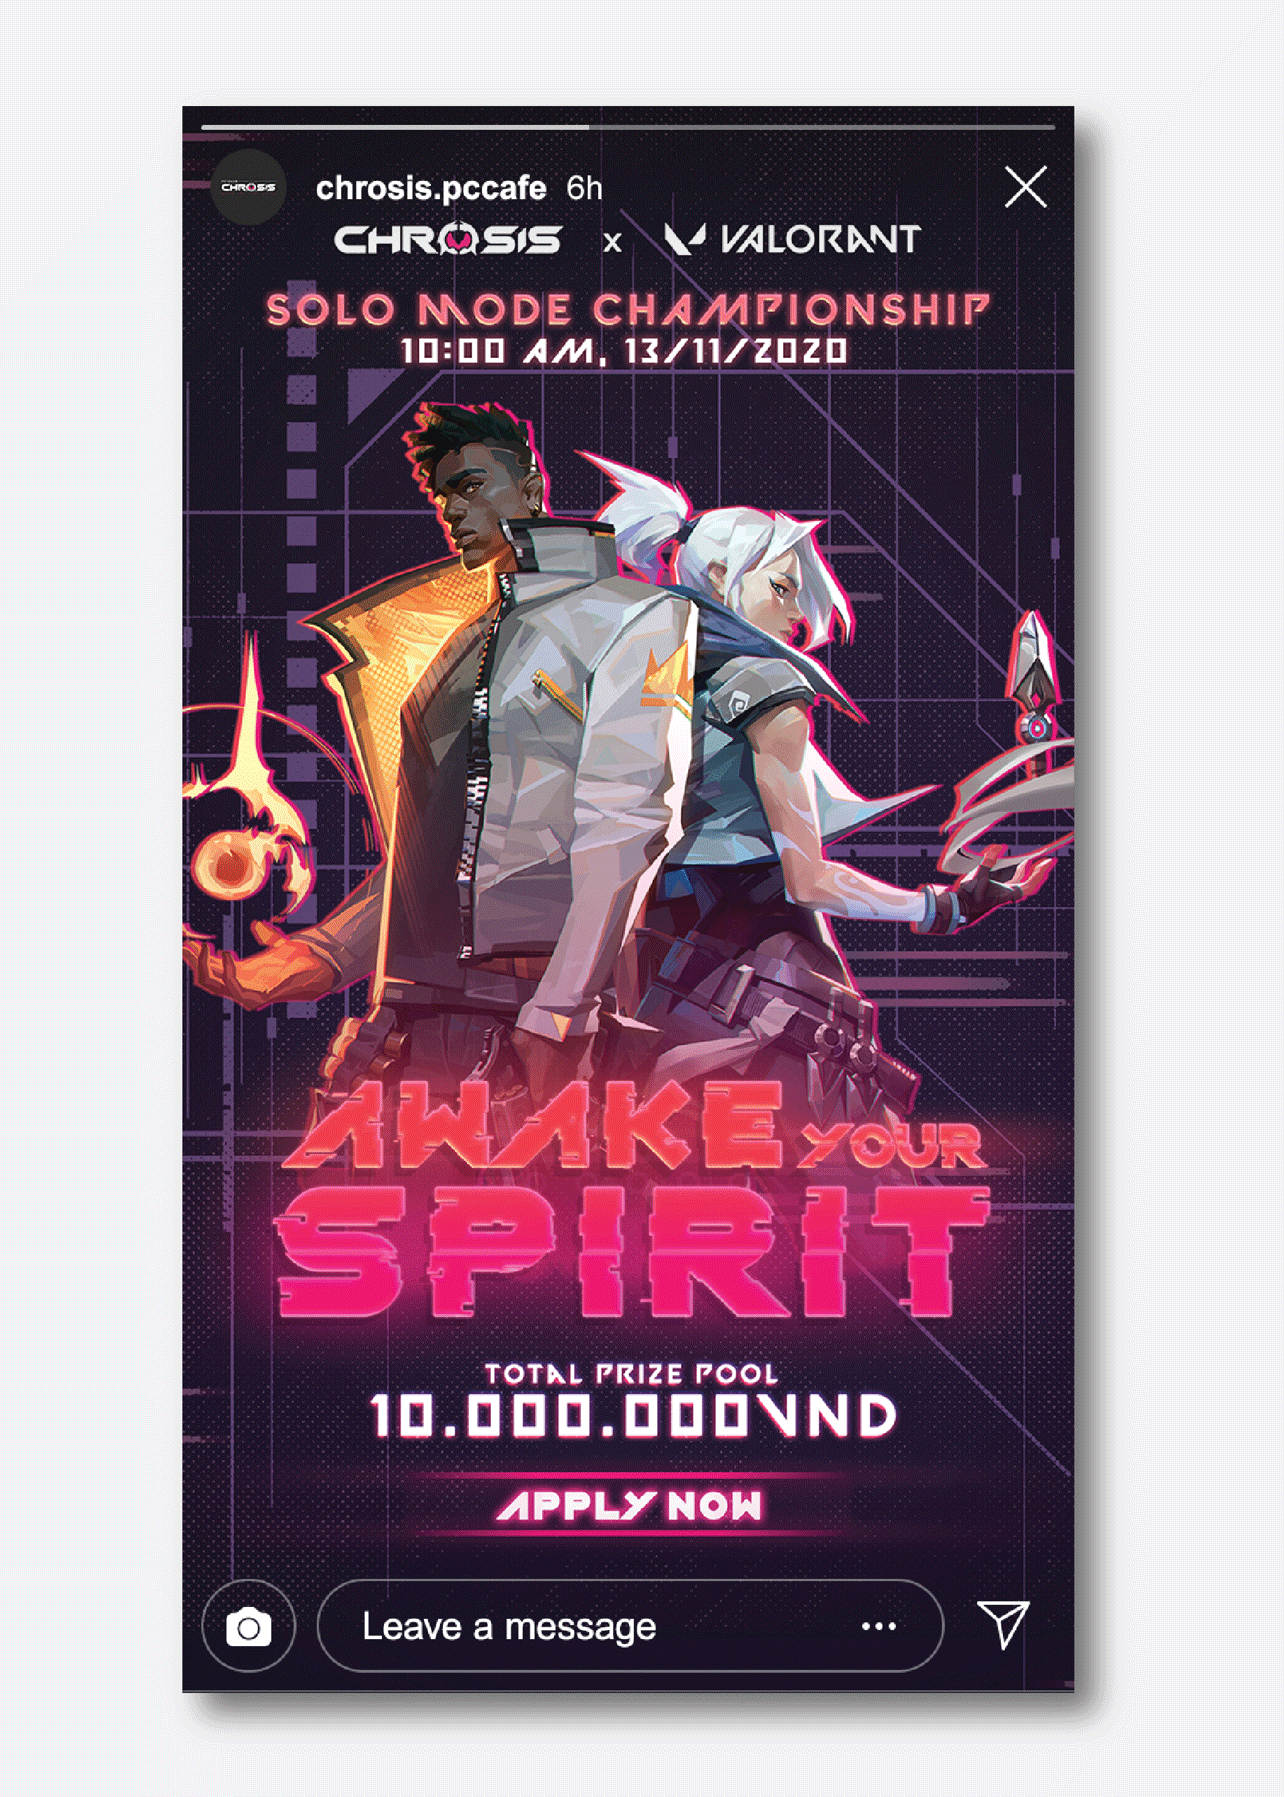 CHROSIS
chrosis.pccafe 6h
CHROSIS x VALORANT
SOLO MODE CHAMPIONSHIP
10:00 AM, 13/11/2020
AWAKE YOUR
SPIRIT
TOTAL PRIZE POOL
10.000.000VND
APPLY NOW
Leave a message